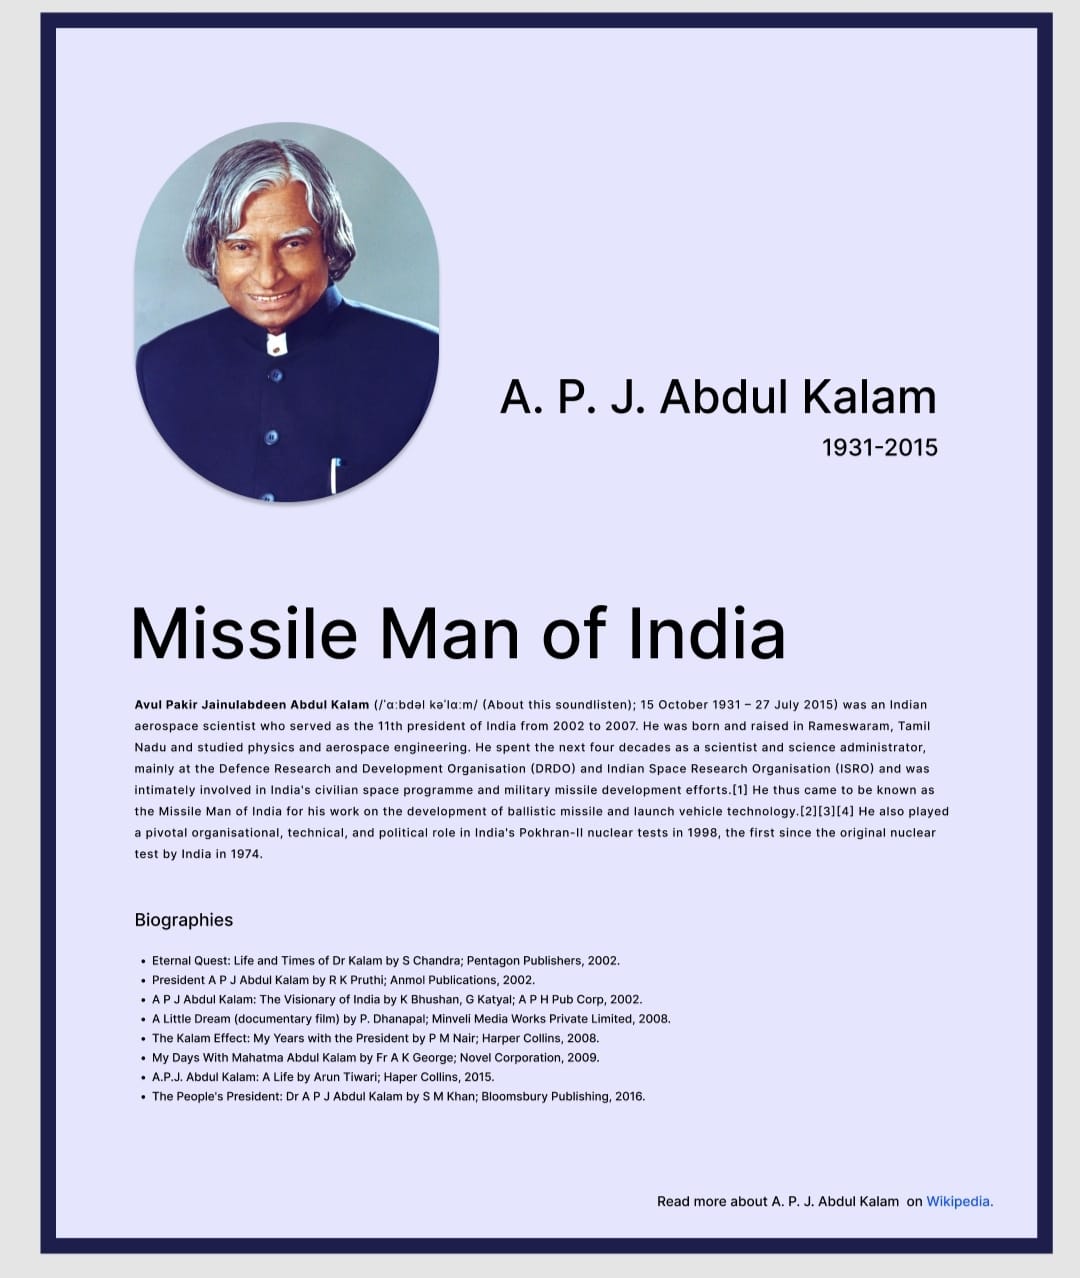 A. P. J. Abdul Kalam
1931-2015
Missile Man of India
Avul Pakir Jainulabdeen Abdul Kalam (/ˈɑːbdəl kəˈlɑːm/ (About this soundlisten); 15 October 1931 – 27 July 2015) was an Indian
aerospace scientist who served as the 11th president of India from 2002 to 2007. He was born and raised in Rameswaram, Tamil
Nadu and studied physics and aerospace engineering. He spent the next four decades as a scientist and science administrator,
mainly at the Defence Research and Development Organisation (DRDO) and Indian Space Research Organisation (ISRO) and was
intimately involved in India's civilian space programme and military missile development efforts.[1] He thus came to be known as
the Missile Man of India for his work on the development of ballistic missile and launch vehicle technology.[2][3][4] He also played
a pivotal organisational, technical, and political role in India's Pokhran-II nuclear tests in 1998, the first since the original nuclear
test by India in 1974.
Biographies
• Eternal Quest: Life and Times of Dr Kalam by S Chandra; Pentagon Publishers, 2002.
• President A P J Abdul Kalam by R K Pruthi; Anmol Publications, 2002.
• A P J Abdul Kalam: The Visionary of India by K Bhushan, G Katyal; A P H Pub Corp, 2002.
• A Little Dream (documentary film) by P. Dhanapal; Minveli Media Works Private Limited, 2008.
• The Kalam Effect: My Years with the President by P M Nair; Harper Collins, 2008.
• My Days With Mahatma Abdul Kalam by Fr A K George; Novel Corporation, 2009.
• A.P.J. Abdul Kalam: A Life by Arun Tiwari; Haper Collins, 2015.
• The People's President: Dr A P J Abdul Kalam by S M Khan; Bloomsbury Publishing, 2016.
Read more about A. P. J. Abdul Kalam on Wikipedia.